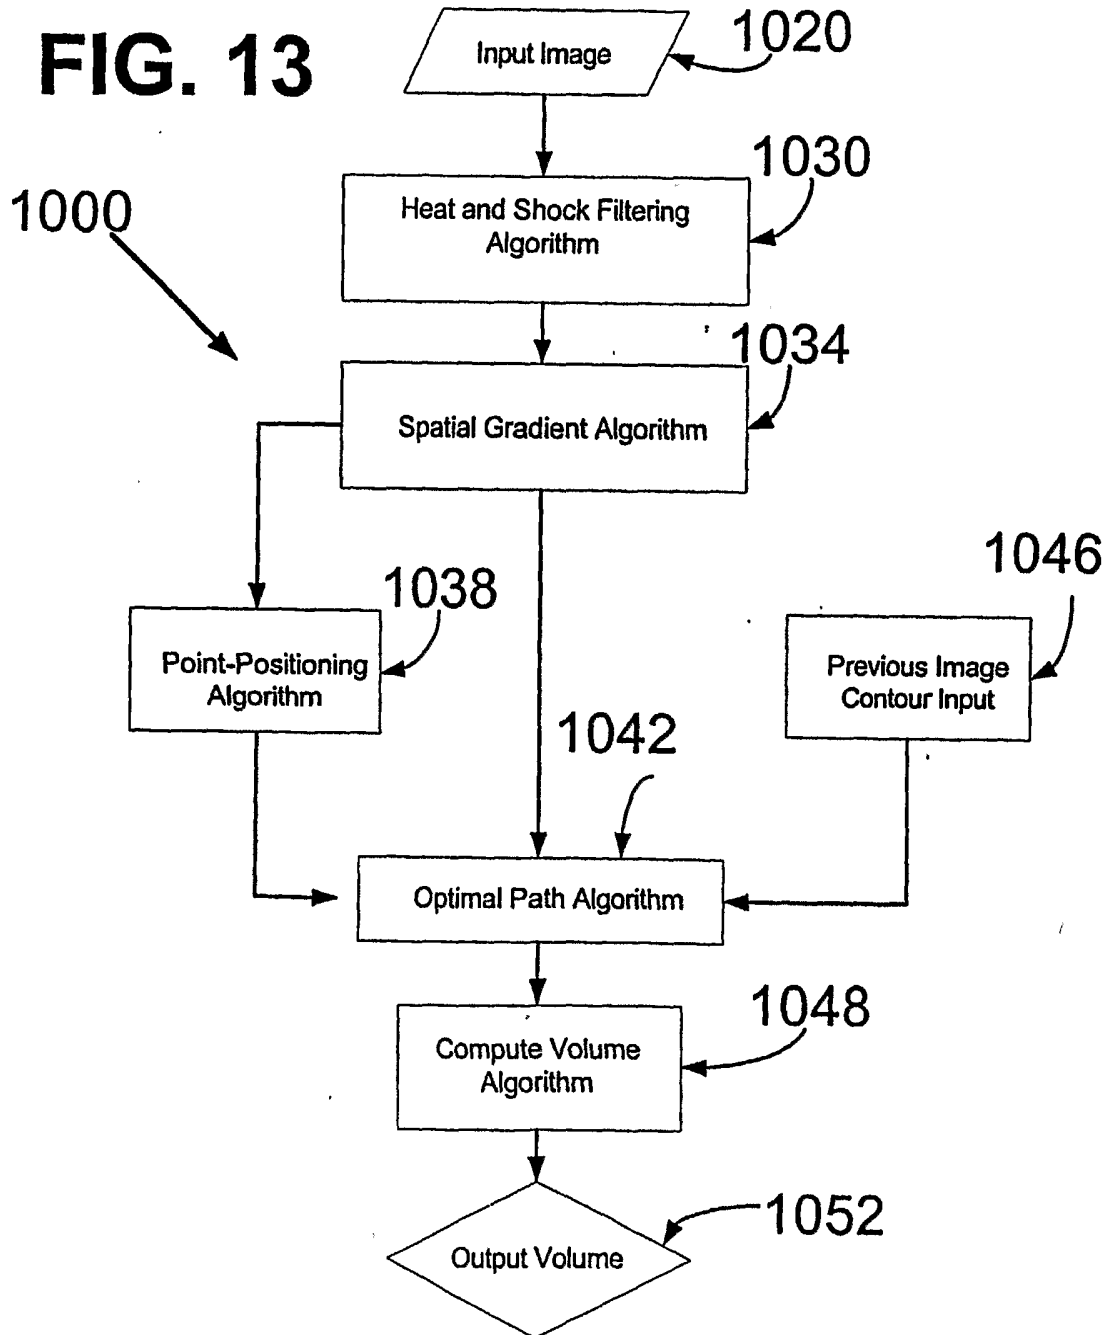 FIG. 13
Input Image
1020
1030
Heat and Shock Filtering
Algorithm
1000
1034
Spatial Gradient Algorithm
1038
Point-Positioning
Algorithm
1046
Previous Image
Contour Input
1042
Optimal Path Algorithm
1048
Compute Volume
Algorithm
1052
Output Volume